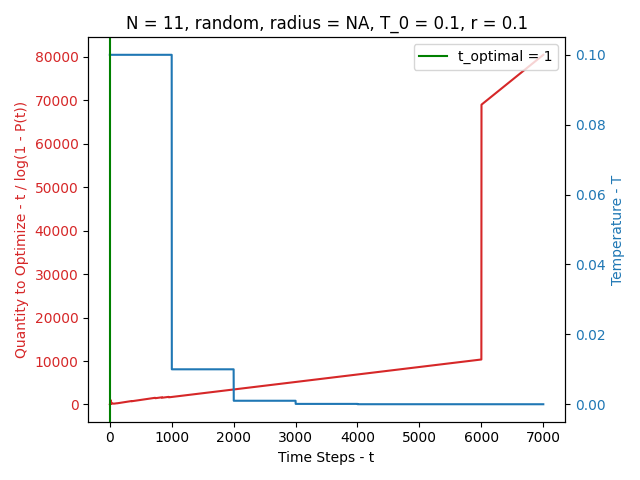 N = 11, random, radius = NA, T_0 = 0.1, r = 0.1
t_optimal = 1
Quantity to Optimize - t / log(1 - P(t))
80000
70000
60000
50000
40000
30000
20000
10000
0
0.10
0.08
0.06
0.04
0.02
0.00
Temperature - T
0 1000 2000 3000 4000 5000 6000 7000
Time Steps - t